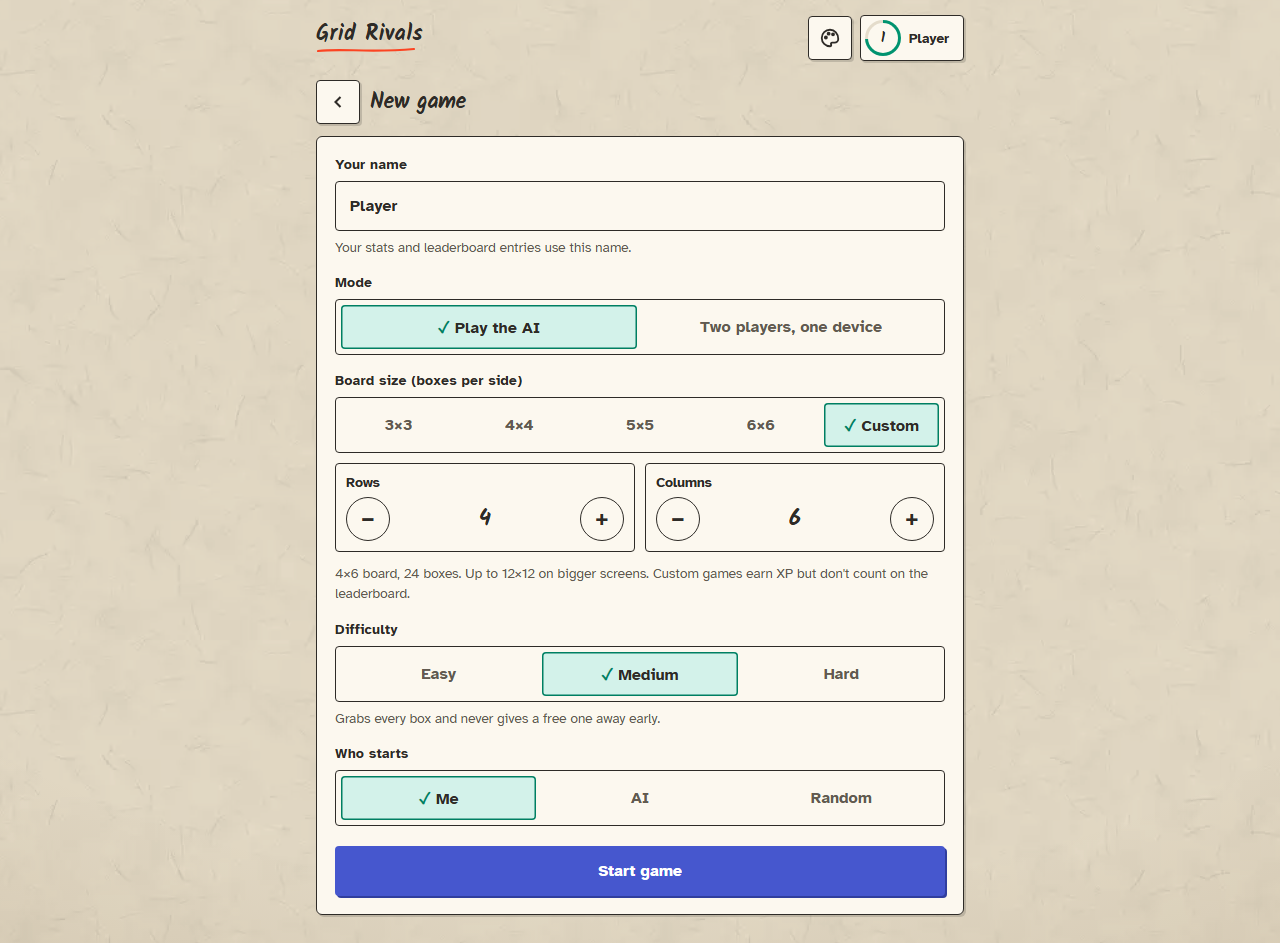 Grid Rivals
1 Player
New game
Your name
Player
Your stats and leaderboard entries use this name.
Mode
✓ Play the AI Two players, one device
Board size (boxes per side)
3×3 4×4 5×5 6×6 ✓ Custom
Rows Columns
− 4 + − 6 +
4×6 board, 24 boxes. Up to 12×12 on bigger screens. Custom games earn XP but don't count on the
leaderboard.
Difficulty
Easy ✓ Medium Hard
Grabs every box and never gives a free one away early.
Who starts
✓ Me AI Random
Start game